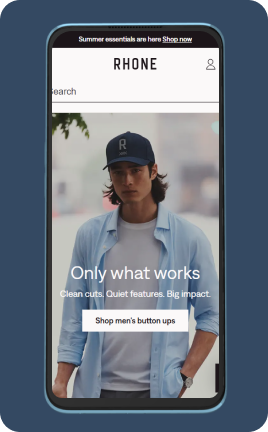 Summer essentials are here Shop now
RHONE
Search
R
Only what works
Clean cuts. Quiet features. Big impact.
Shop men's button ups